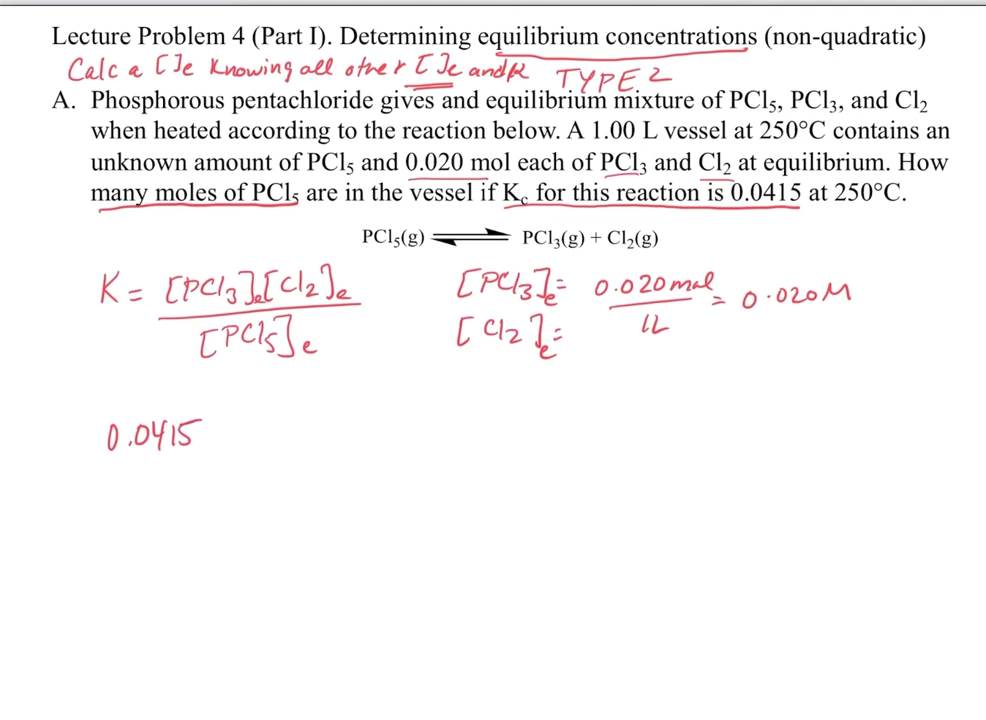 Lecture Problem 4 (Part I). Determining equilibrium concentrations (non-quadratic)
Calc a [ ]e knowing all other [ ]e and k TYPE 2
A. Phosphorous pentachloride gives and equilibrium mixture of PCl₅, PCl₃, and Cl₂
when heated according to the reaction below. A 1.00 L vessel at 250°C contains an
unknown amount of PCl₅ and 0.020 mol each of PCl₃ and Cl₂ at equilibrium. How
many moles of PCl₅ are in the vessel if K꜀ for this reaction is 0.0415 at 250°C.
PCl₅(g) ⇌ PCl₃(g) + Cl₂(g)
K = [PCl₃]e[Cl₂]e / [PCl₅]e
[PCl₃]e = 0.020 mol / 1L = 0.020 M
[Cl₂]e =
0.0415